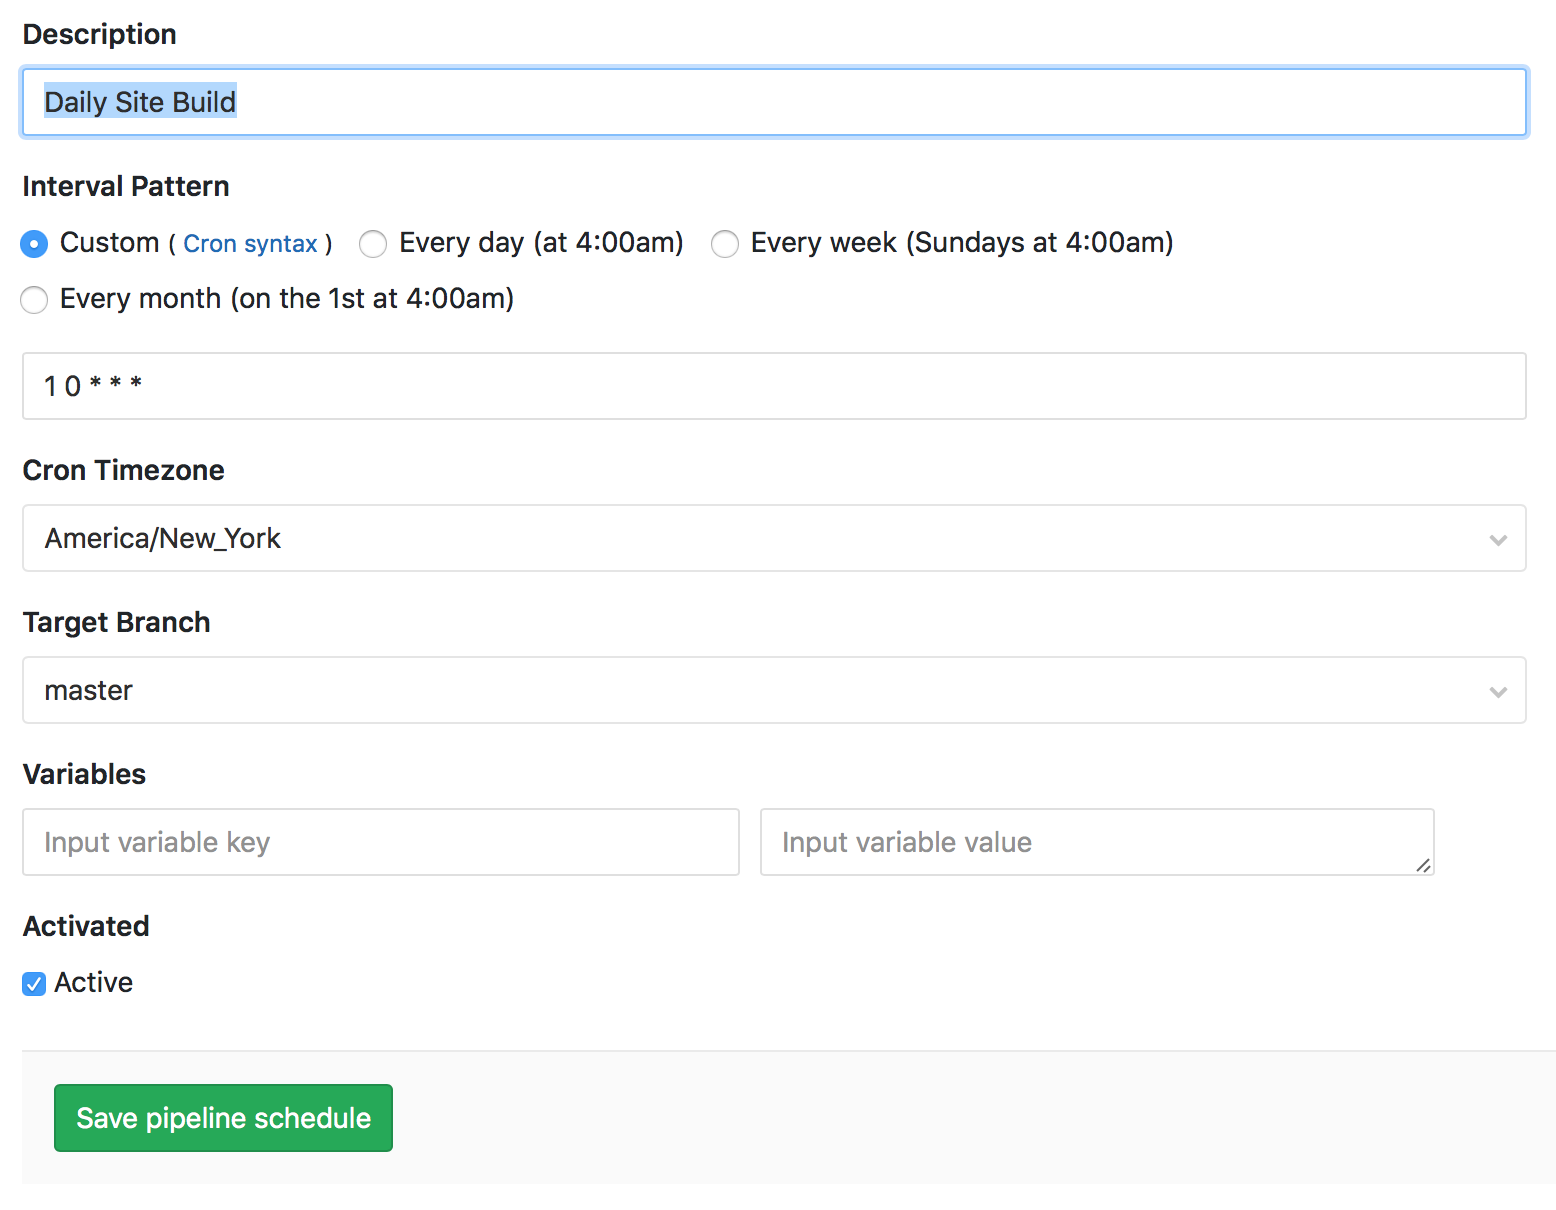 Description
Daily Site Build
Interval Pattern
Custom ( Cron syntax ) Every day (at 4:00am) Every week (Sundays at 4:00am)
Every month (on the 1st at 4:00am)
1 0 * * *
Cron Timezone
America/New_York
Target Branch
master
Variables
Input variable key Input variable value
Activated
Active
Save pipeline schedule